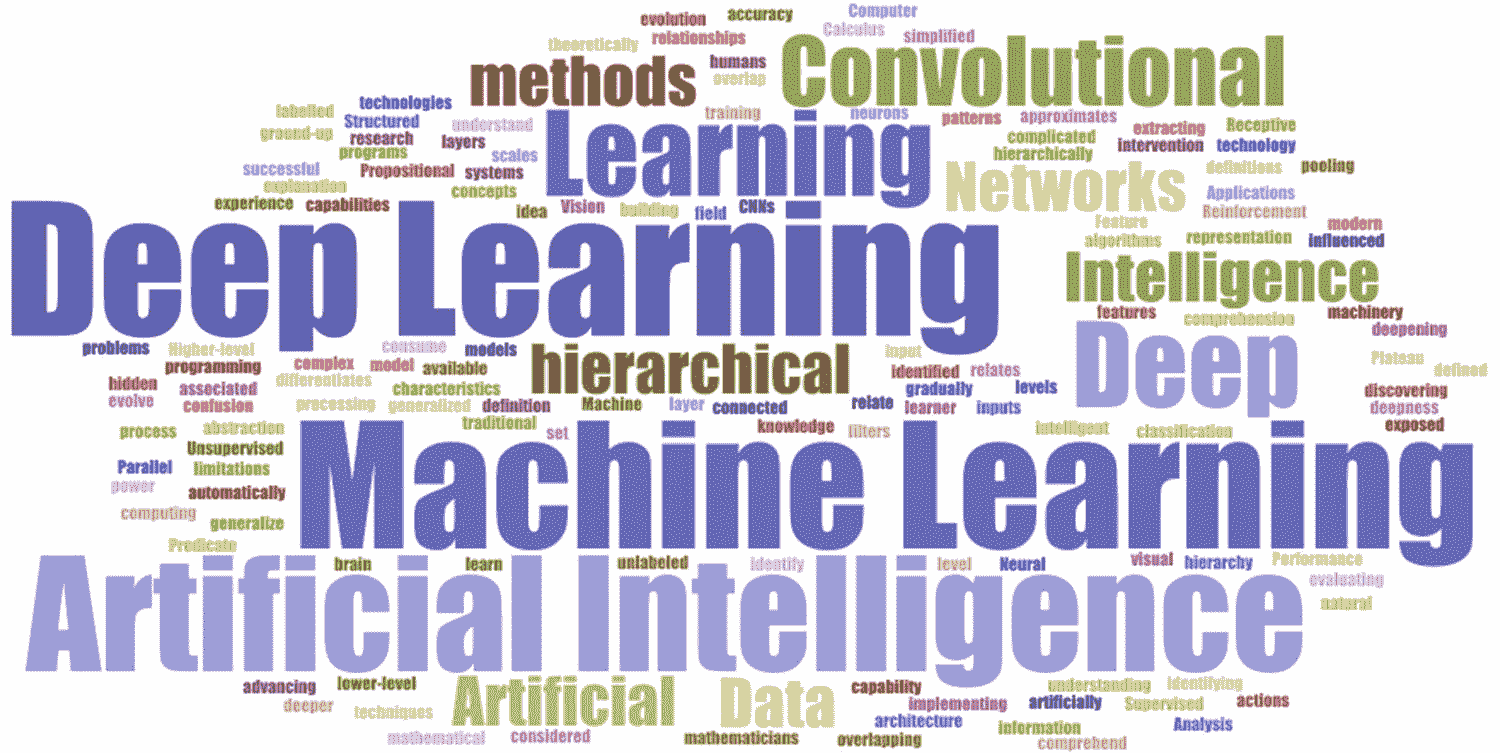 evolution accuracy Computer
theoretically relationships Calculus simplified
methods humans overlap Convolutional
labelled technologies training neurons patterns approximates
ground-up Structured understand Learning complicated extracting Receptive
research layers hierarchically intervention technology
programs scales
successful Propositional systems Networks definitions pooling
explanation concepts Applications
experience capabilities idea Vision building field CNNs Reinforcement
Feature modern
algorithms representation influenced
Deep Learning Intelligence
features comprehension machinery
deepening
problems Higher-level consume models hierarchical input Deep Plateau
programming complex model available identified relates defined
hidden associated differentiates characteristics gradually levels discovering
evolve confusion processing generalized definition Machine layer connected relate learner inputs deepness
process abstraction traditional set knowledge filters intelligent classification exposed
Unsupervised
Parallel limitations Machine Learning
power automatically
computing generalize
Predicate
brain learn unlabeled Identify level Neural visual hierarchy Performance
evaluating
Artificial Intelligence natural
advancing lower-level Artificial Data capability understanding Identifying
deeper techniques implementing artificially Supervised actions
architecture information Analysis
mathematical considered mathematicians overlapping comprehend